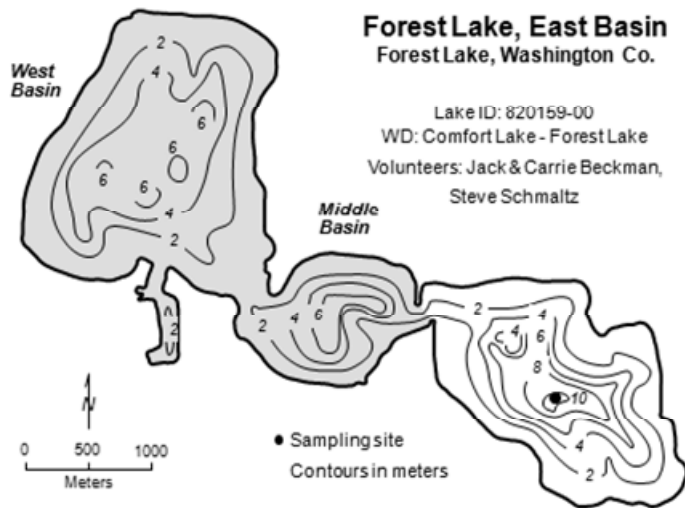 Forest Lake, East Basin
Forest Lake, Washington Co.
Lake ID: 820159-00
WD: Comfort Lake - Forest Lake
Volunteers: Jack & Carrie Beckman,
Steve Schmaltz
West
Basin
2
4
6
6
6
6
4
2
2
Middle
Basin
2
4
6
2
4
4
6
8
10
4
2
N
0 500 1000
Meters
Sampling site
Contours in meters